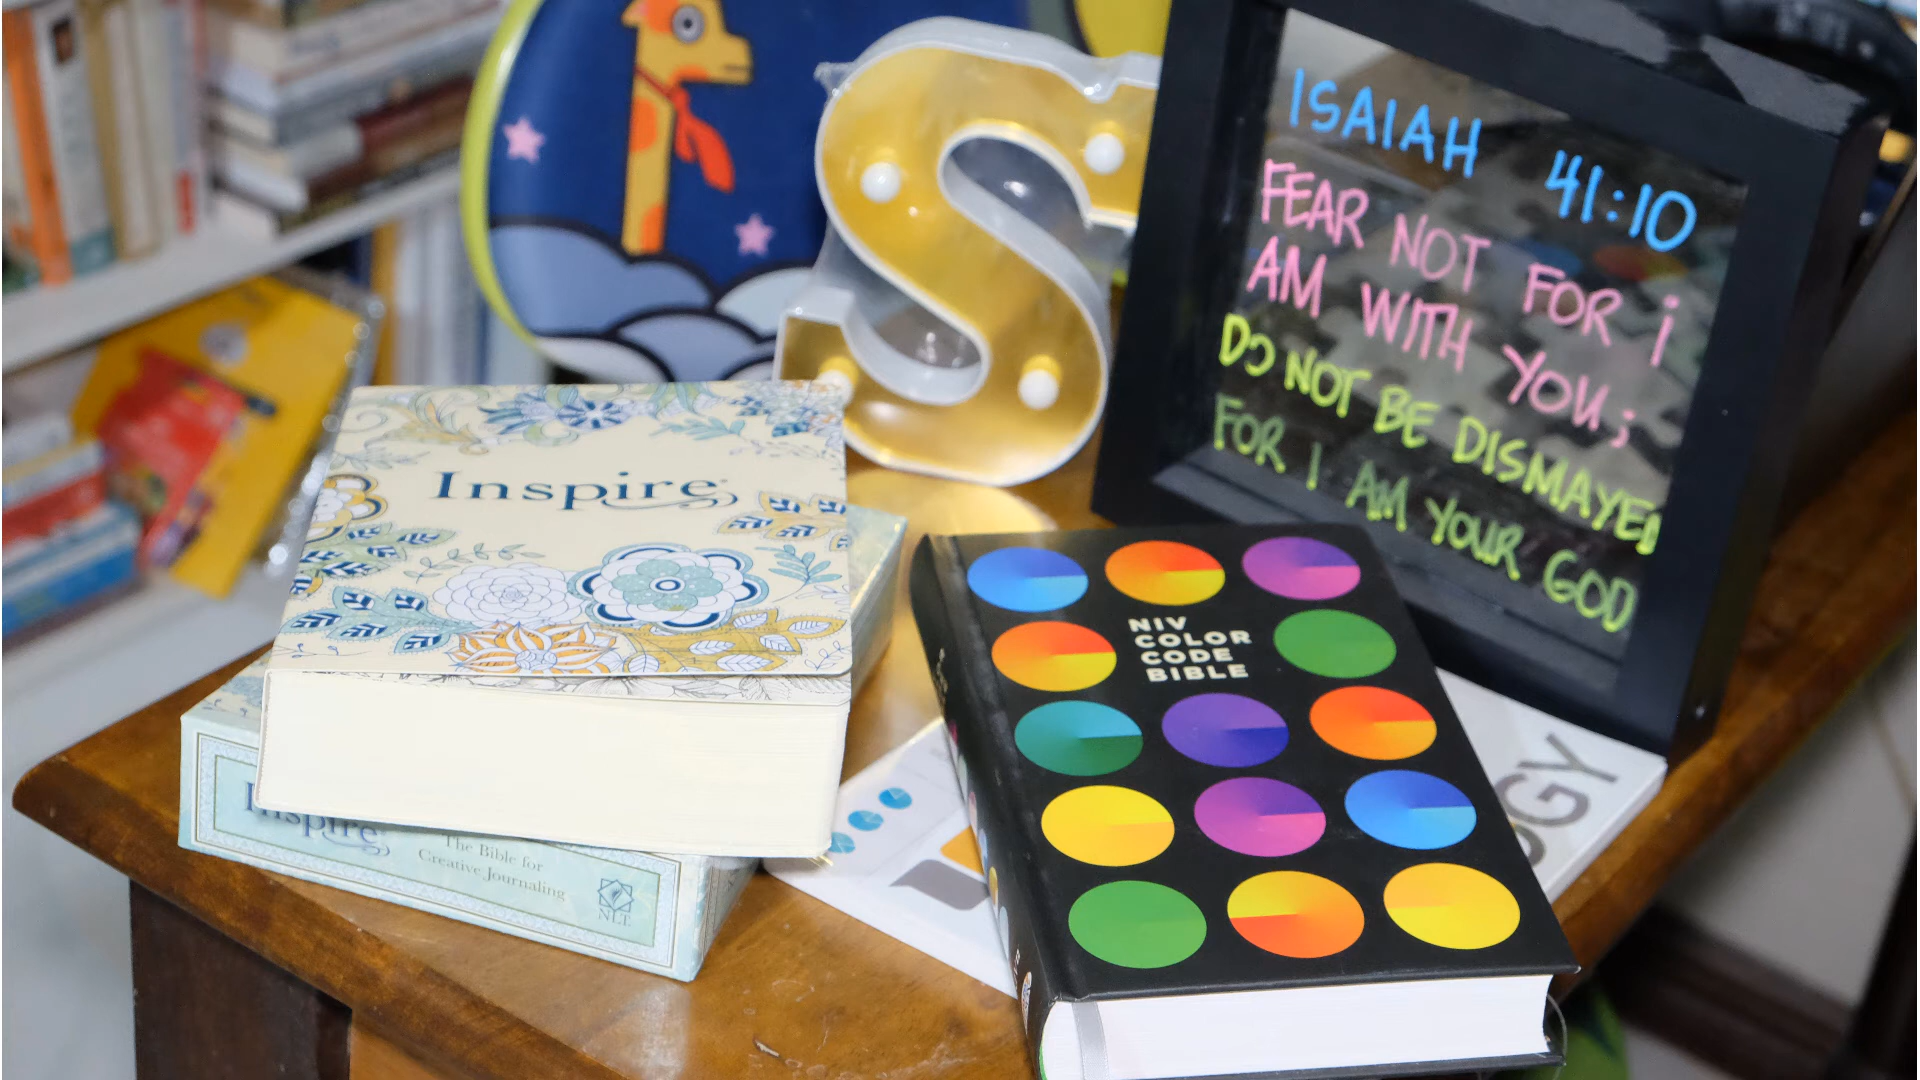 S
ISAIAH 41:10
FEAR NOT FOR i
AM WITH YOU;
DO NOT BE DISMAYED
FOR I AM YOUR GOD
Inspire
Inspire
The Bible for
Creative Journaling
NLT
NIV
COLOR
CODE
BIBLE